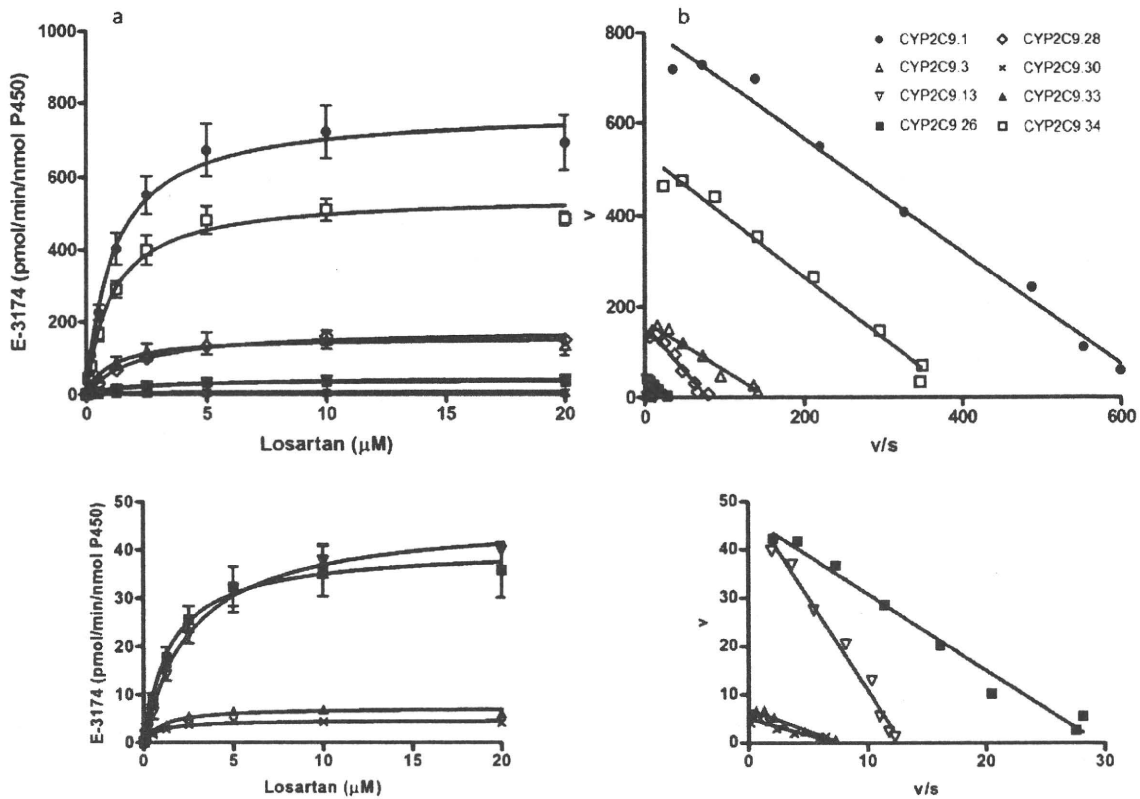 a
E-3174 (pmol/min/nmol P450)
1000
800
600
400
200
0
0
5
10
15
20
Losartan (µM)
b
v
800
600
400
200
0
0
200
400
600
v/s
CYP2C9.1
CYP2C9.3
CYP2C9.13
CYP2C9.26
CYP2C9.28
CYP2C9.30
CYP2C9.33
CYP2C9.34
E-3174 (pmol/min/nmol P450)
50
40
30
20
10
0
0
5
10
15
20
Losartan (µM)
v
50
40
30
20
10
0
0
10
20
30
v/s